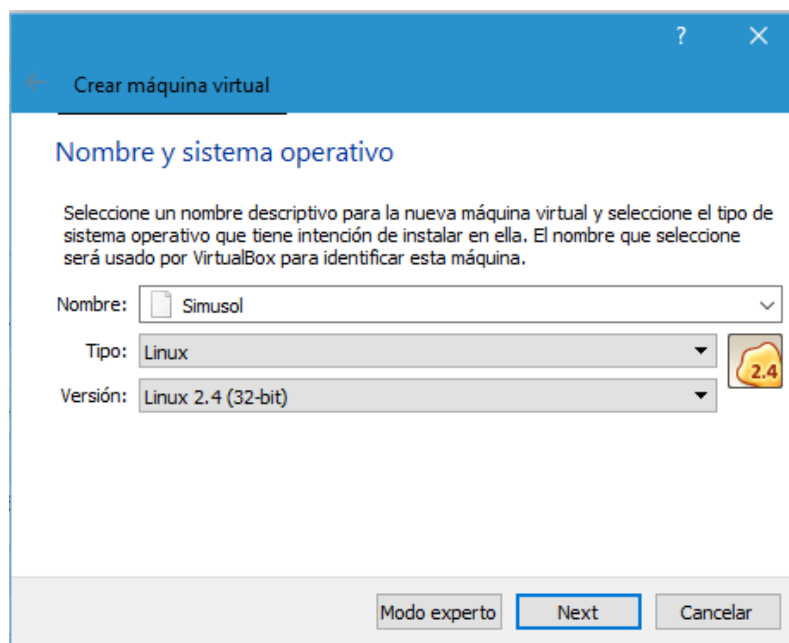 ?
Crear máquina virtual
Nombre y sistema operativo
Seleccione un nombre descriptivo para la nueva máquina virtual y seleccione el tipo de
sistema operativo que tiene intención de instalar en ella. El nombre que seleccione
será usado por VirtualBox para identificar esta máquina.
Nombre: Simusol
Tipo: Linux
2.4
Versión: Linux 2.4 (32-bit)
Modo experto Next Cancelar